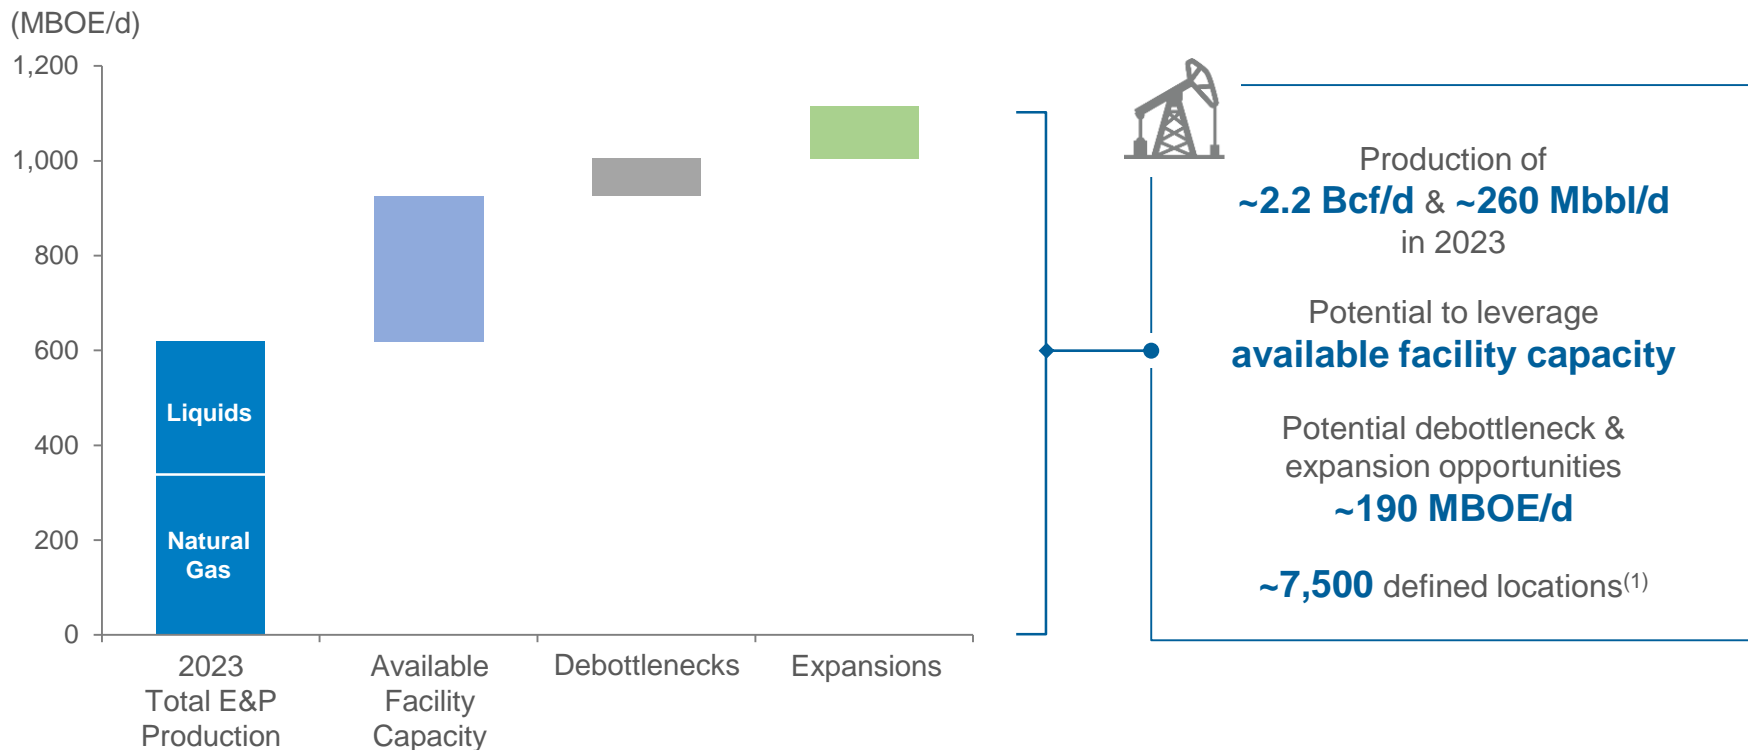 (MBOE/d)
1,200
1,000
800
600
400
200
0
Liquids
Natural
Gas
2023
Total E&P
Production
Available
Facility
Capacity
Debottlenecks
Expansions
Production of
~2.2 Bcf/d & ~260 Mbbl/d
in 2023
Potential to leverage
available facility capacity
Potential debottleneck &
expansion opportunities
~190 MBOE/d
~7,500 defined locations(1)